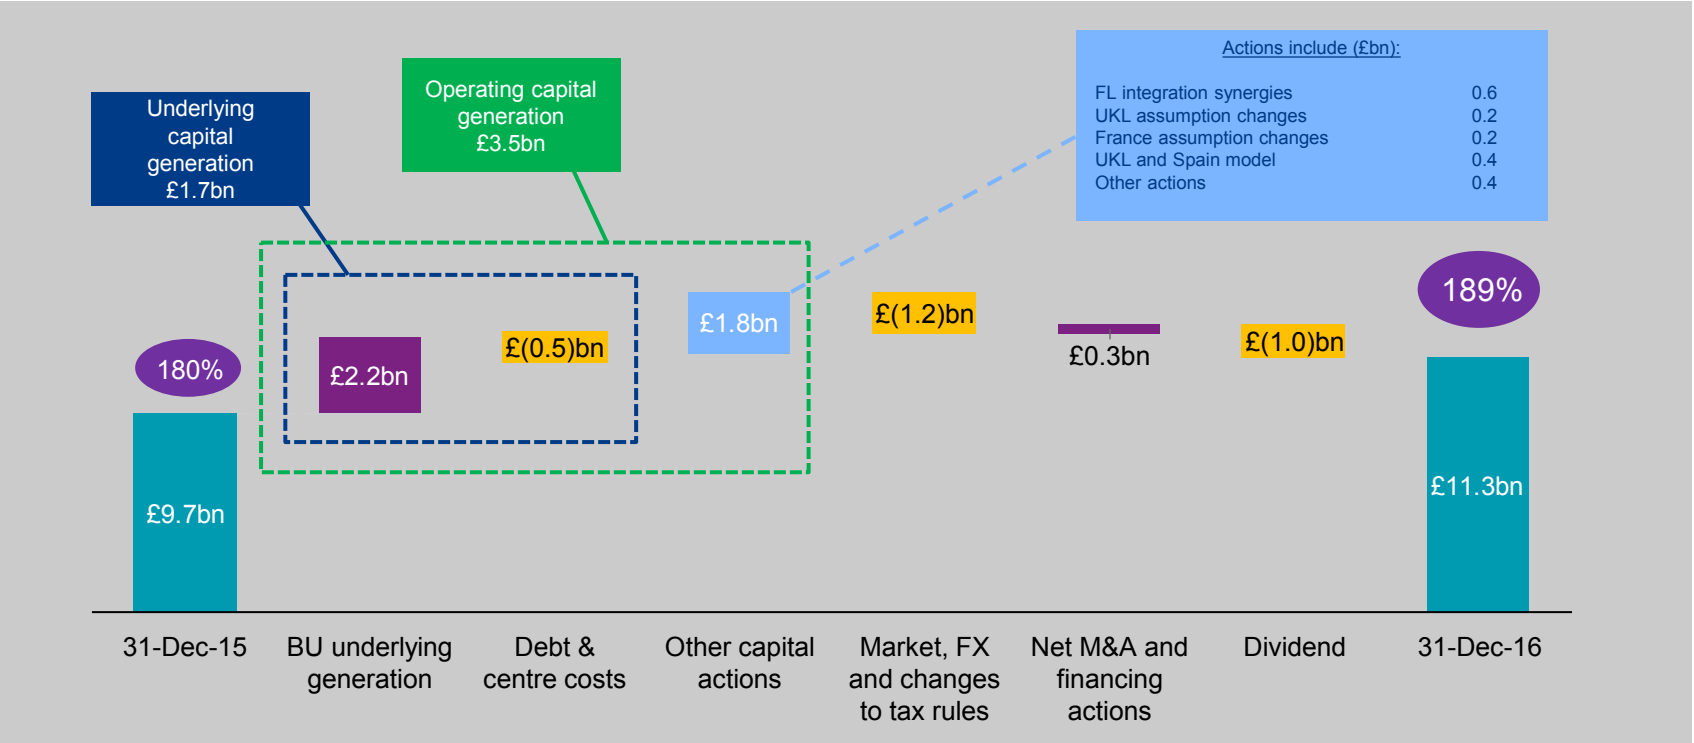 Actions include (£bn):
FL integration synergies 0.6
UKL assumption changes 0.2
France assumption changes 0.2
UKL and Spain model 0.4
Other actions 0.4
Operating capital
generation
£3.5bn
Underlying
capital
generation
£1.7bn
180%
£9.7bn
£2.2bn
£(0.5)bn
£1.8bn
£(1.2)bn
£0.3bn
£(1.0)bn
189%
£11.3bn
31-Dec-15
BU underlying
generation
Debt &
centre costs
Other capital
actions
Market, FX
and changes
to tax rules
Net M&A and
financing
actions
Dividend
31-Dec-16